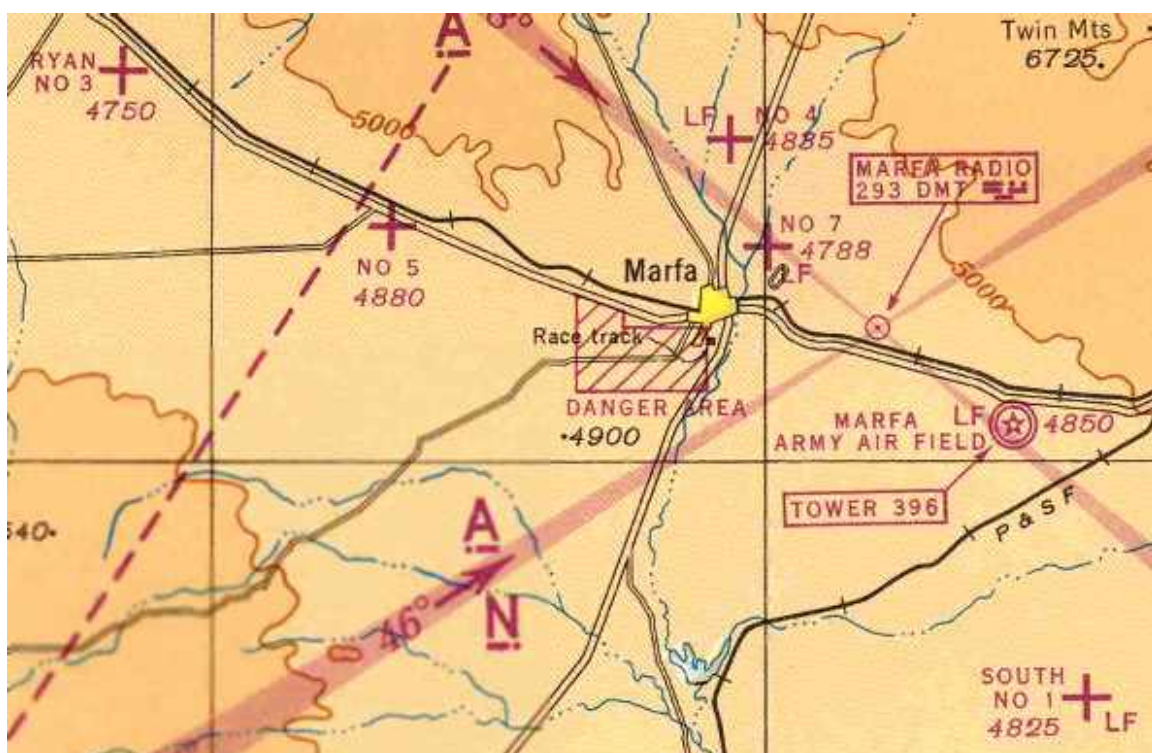 A
Twin Mts
6725.
RYAN
NO 3
4750
5000
LF NO 4
4835
MARFA RADIO
293 DMT
NO 7
4788
LF
NO 5
4880
Marfa
5000
Race track
DANGER AREA
4900
MARFA
ARMY AIR FIELD
LF
4850
TOWER 396
P & S F
540
A
N
46°
SOUTH
NO 1
4825
LF